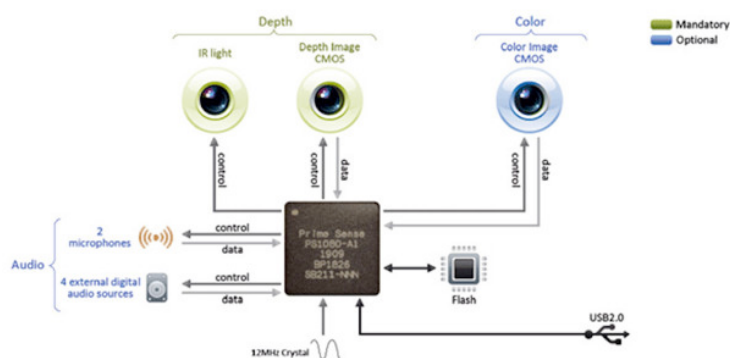 Depth
Color
Mandatory
Optional
IR light
Depth Image
CMOS
Color Image
CMOS
control
control
data
control
data
Prime Sense
PS1080-A1
1909
BP1826
SB211-NNN
Audio
2
microphones
control
data
4 external digital
audio sources
control
data
Flash
USB2.0
12MHz Crystal